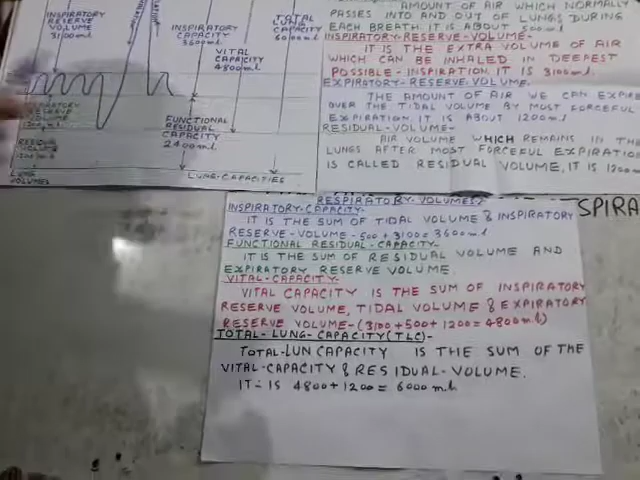 INSPIRATORY
RESERVE
VOLUME
3100ml
INSPIRATORY
CAPACITY
3600ml
VITAL
CAPACITY
4800ml
TOTAL
LUNG
CAPACITY
6000ml
RESERVE
VOLUME
FUNCTIONAL
RESIDUAL
CAPACITY
2400ml
RESIDUAL
VOLUME
LUNG
VOLUMES
LUNG-CAPACITIES
AMOUNT OF AIR WHICH NORMALLY
PASSES INTO AND OUT OF LUNGS DURING
EACH BREATH. IT IS ABOUT 500ml
INSPIRATORY-RESERVE-VOLUME-
IT IS THE EXTRA VOLUME OF AIR
WHICH CAN BE INHALED IN DEEPEST
POSSIBLE-INSPIRATION. IT IS 3100ml.
EXPIRATORY-RESERVE VOLUME.
THE AMOUNT OF AIR WE CAN EXPIRE
OVER THE TIDAL VOLUME BY MOST FORCEFUL
EXPIRATION IT IS ABOUT 1200ml
RESIDUAL-VOLUME-
AIR VOLUME WHICH REMAINS IN THE
LUNGS AFTER MOST FORCEFUL EXPIRATION
IS CALLED RESIDUAL VOLUME, IT IS 1200ml
RESPIRATORY-VOLUMES
SPIRA
INSPIRATORY-CAPACITY-
IT IS THE SUM OF TIDAL VOLUME & INSPIRATORY
RESERVE-VOLUME-500+3100=3600ml
FUNCTIONAL RESIDUAL-CAPACITY-
IT IS THE SUM OF RESIDUAL VOLUME AND
EXPIRATORY RESERVE VOLUME.
VITAL-CAPACITY-
VITAL CAPACITY IS THE SUM OF INSPIRATORY
RESERVE VOLUME, TIDAL VOLUME & EXPIRATORY
RESERVE VOLUME-(3100+500+1200=4800ml)
TOTAL-LUNG-CAPACITY(TLC)-
TOTAL-LUN CAPACITY IS THE SUM OF THE
VITAL-CAPACITY & RESIDUAL-VOLUME.
IT-IS 4800+1200=6000ml